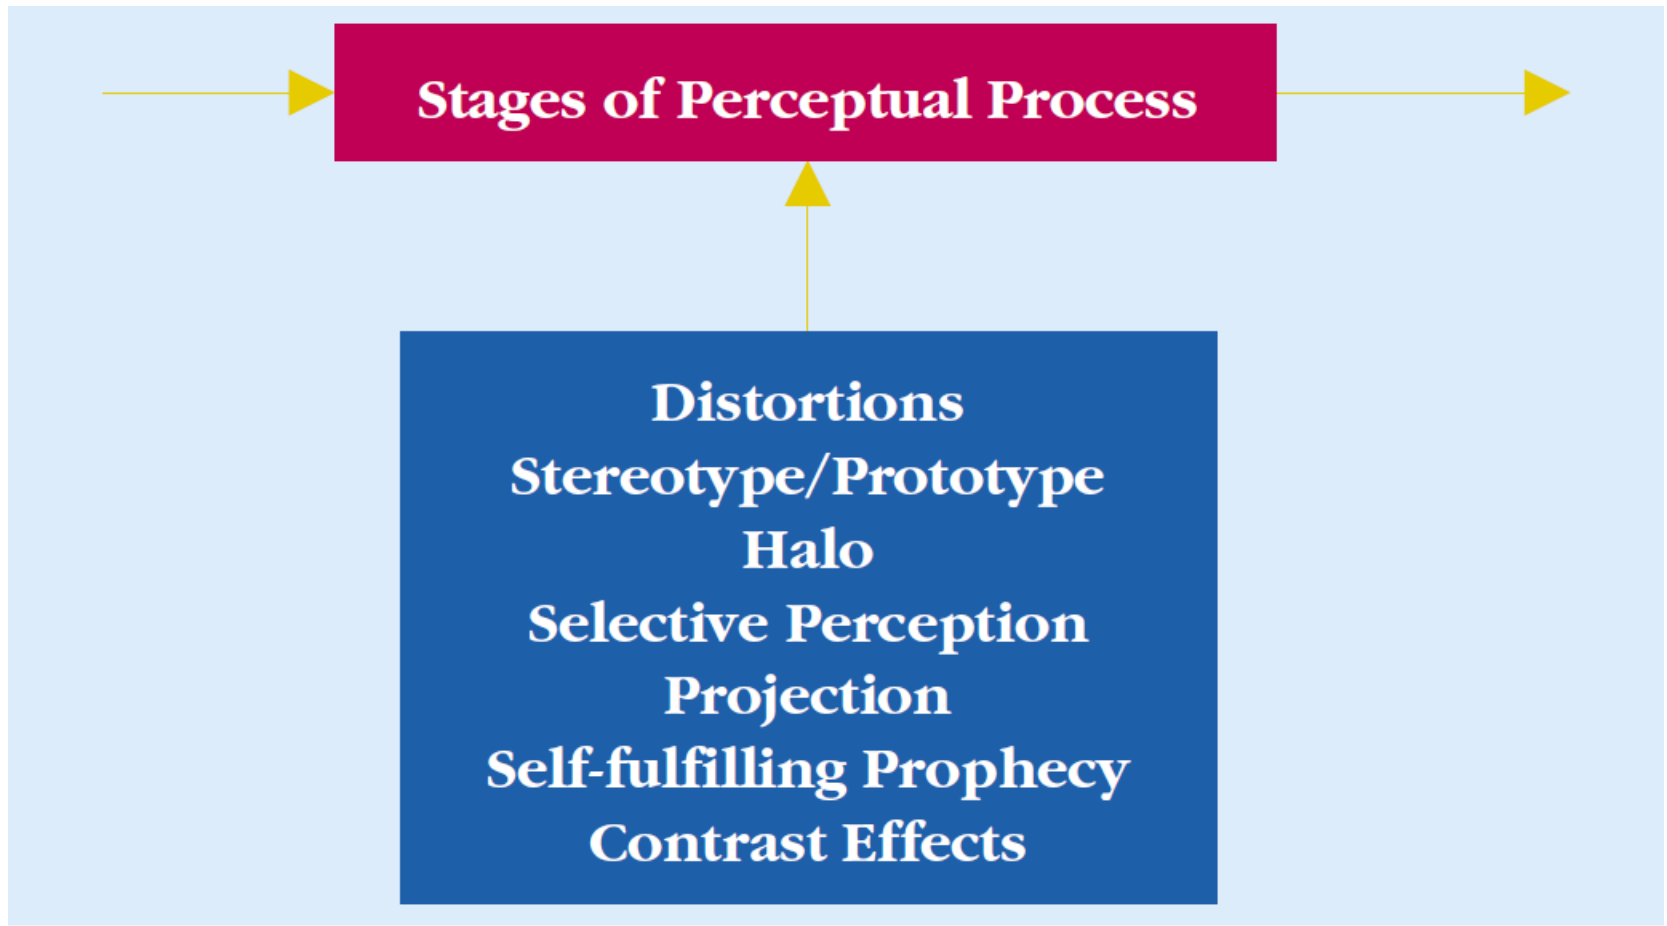 Stages of Perceptual Process
Distortions
Stereotype/Prototype
Halo
Selective Perception
Projection
Self-fulfilling Prophecy
Contrast Effects